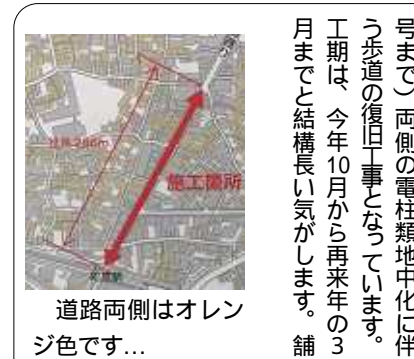 号まで）両側の電柱類地中化に伴
う歩道の復旧工事となっています。
工期は、今年10月から再来年の3
月までと結構長い気がします。舗
施工箇所
道路両側はオレン
ジ色です…